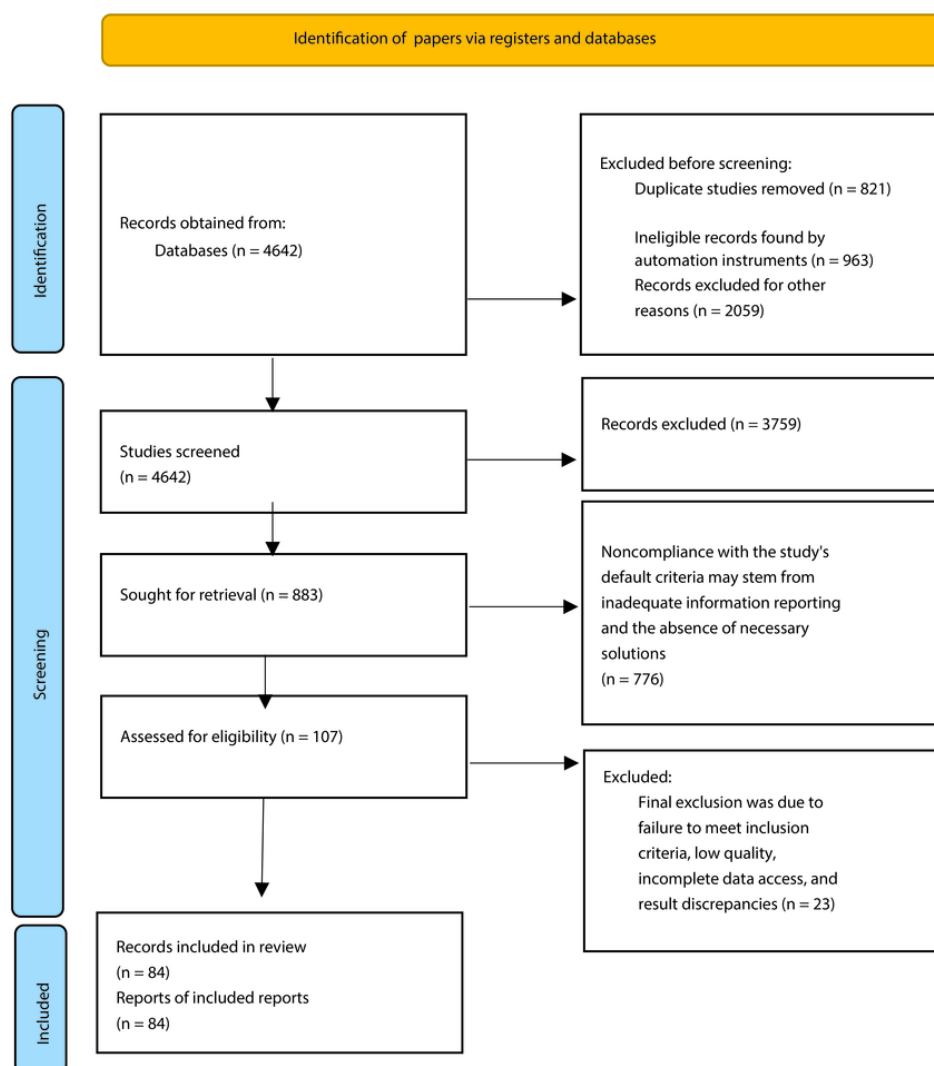 Identification of papers via registers and databases
Identification
Records obtained from:
Databases (n = 4642)
Excluded before screening:
Duplicate studies removed (n = 821)
Ineligible records found by
automation instruments (n = 963)
Records excluded for other
reasons (n = 2059)
Screening
Studies screened
(n = 4642)
Records excluded (n = 3759)
Sought for retrieval (n = 883)
Noncompliance with the study's
default criteria may stem from
inadequate information reporting
and the absence of necessary
solutions
(n = 776)
Assessed for eligibility (n = 107)
Excluded:
Final exclusion was due to
failure to meet inclusion
criteria, low quality,
incomplete data access, and
result discrepancies (n = 23)
Included
Records included in review
(n = 84)
Reports of included reports
(n = 84)